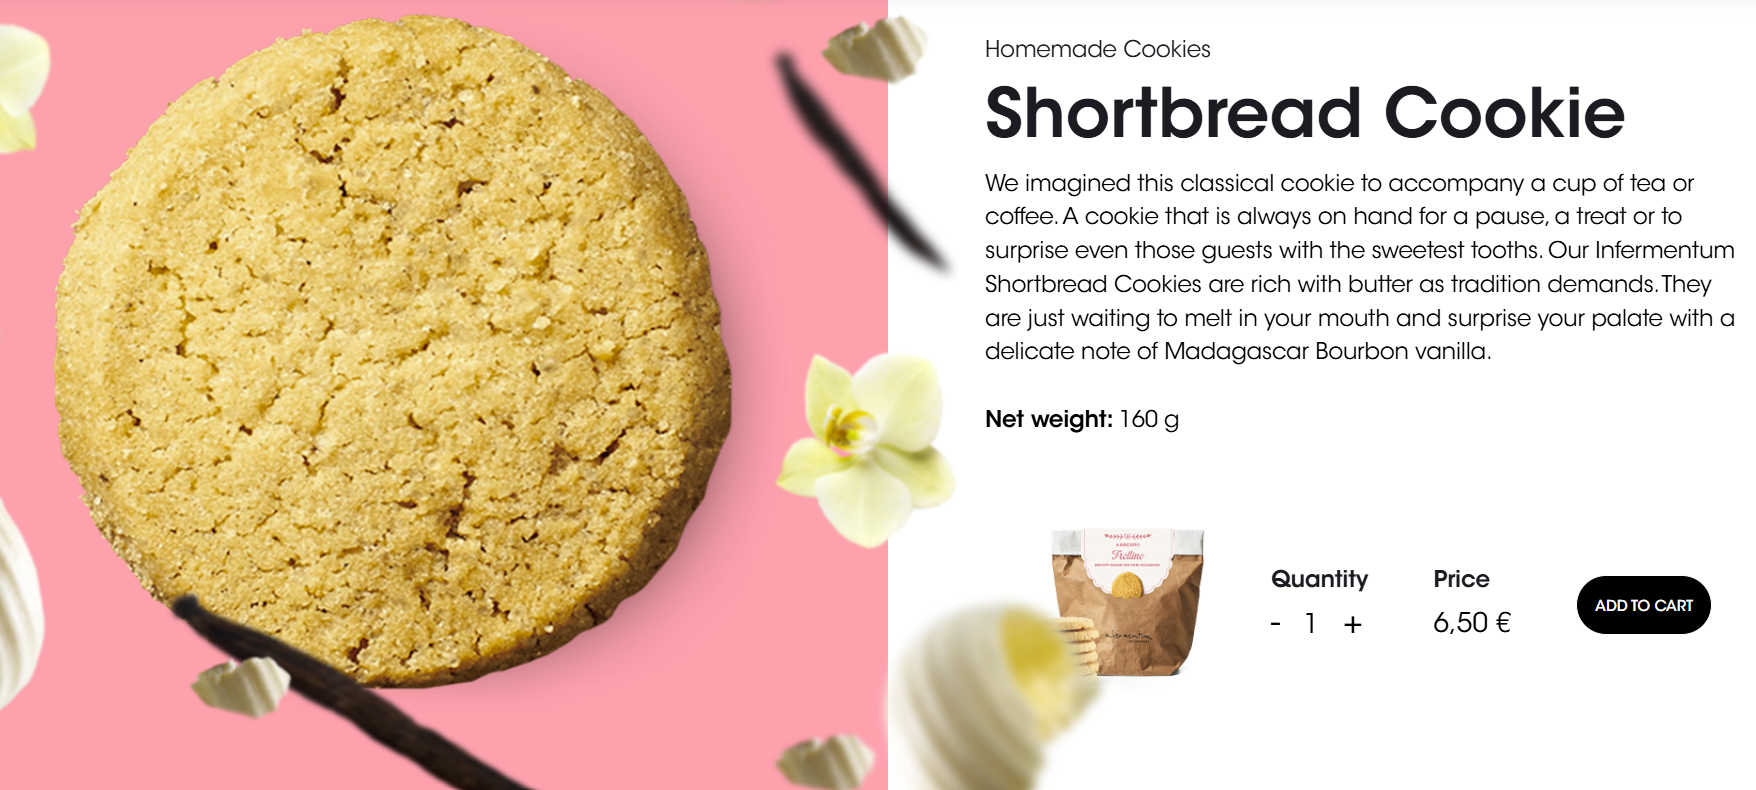 Homemade Cookies
Shortbread Cookie
We imagined this classical cookie to accompany a cup of tea or
coffee. A cookie that is always on hand for a pause, a treat or to
surprise even those guests with the sweetest tooths. Our Infermentum
Shortbread Cookies are rich with butter as tradition demands. They
are just waiting to melt in your mouth and surprise your palate with a
delicate note of Madagascar Bourbon vanilla.
Net weight: 160 g
IL BISCOTTO
Frollino
infermentum
Quantity
- 1 +
Price
6,50 €
ADD TO CART